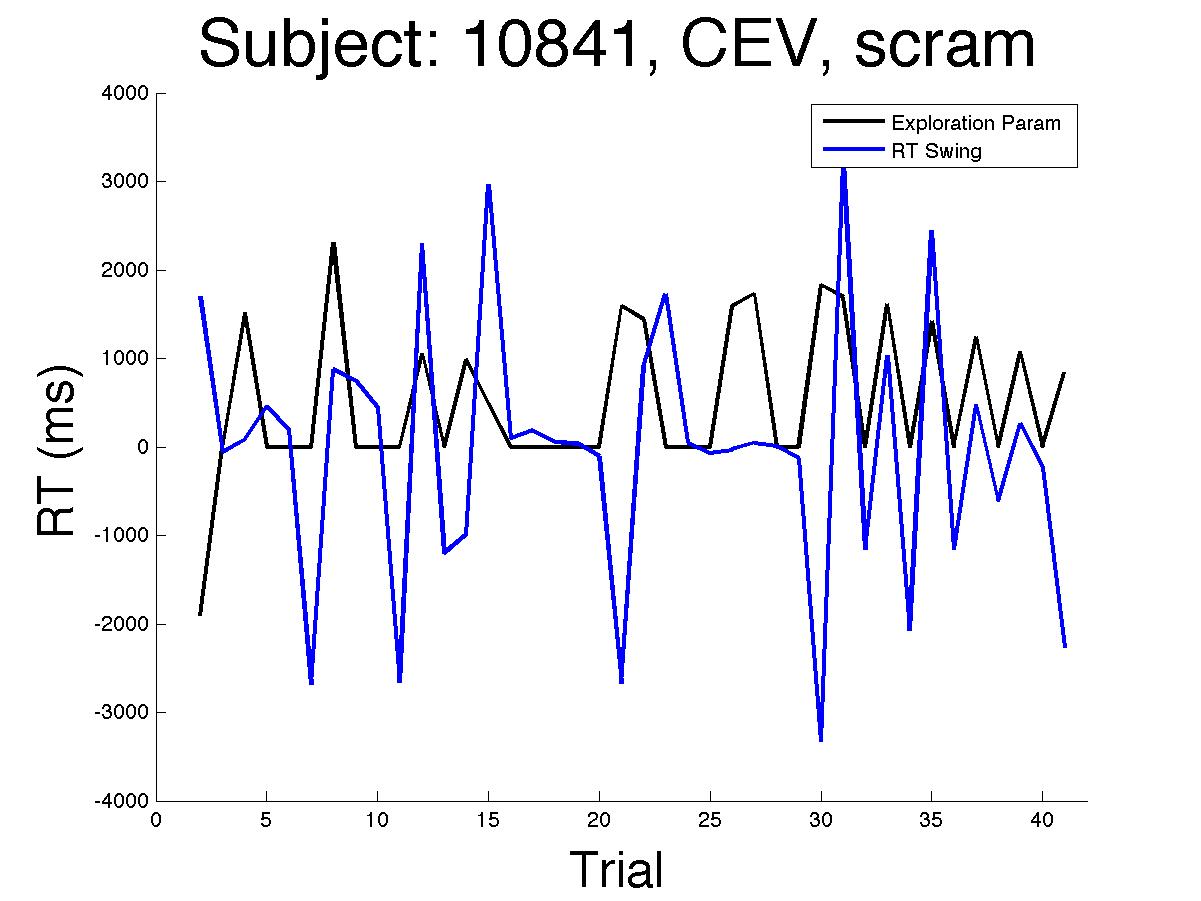 Subject: 10841, CEV, scram
4000
3000
2000
1000
0
-1000
-2000
-3000
-4000
RT (ms)
Exploration Param
RT Swing
0 5 10 15 20 25 30 35 40
Trial